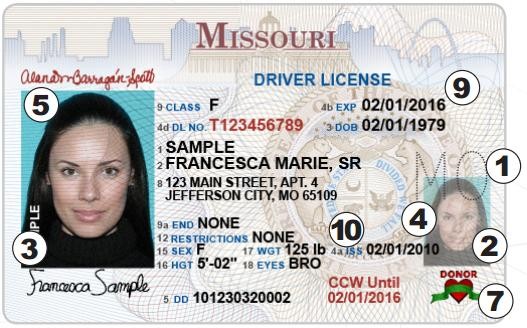 MISSOURI
Alandn Barragán-Spott
DRIVER LICENSE
9
5
9 CLASS F
4b EXP 02/01/2016
4d DL NO. T123456789
3 DOB 02/01/1979
1 SAMPLE
2 FRANCESCA MARIE, SR
8 123 MAIN STREET, APT. 4
JEFFERSON CITY, MO 65109
MO
1
4
10
9a END NONE
12 RESTRICTIONS NONE
15 SEX F
17 WGT 125 lb
4a ISS 02/01/2010
16 HGT 5'-02"
18 EYES BRO
3
2
Francesca Sample
5 DD 101230320002
CCW Until
02/01/2016
DONOR
7